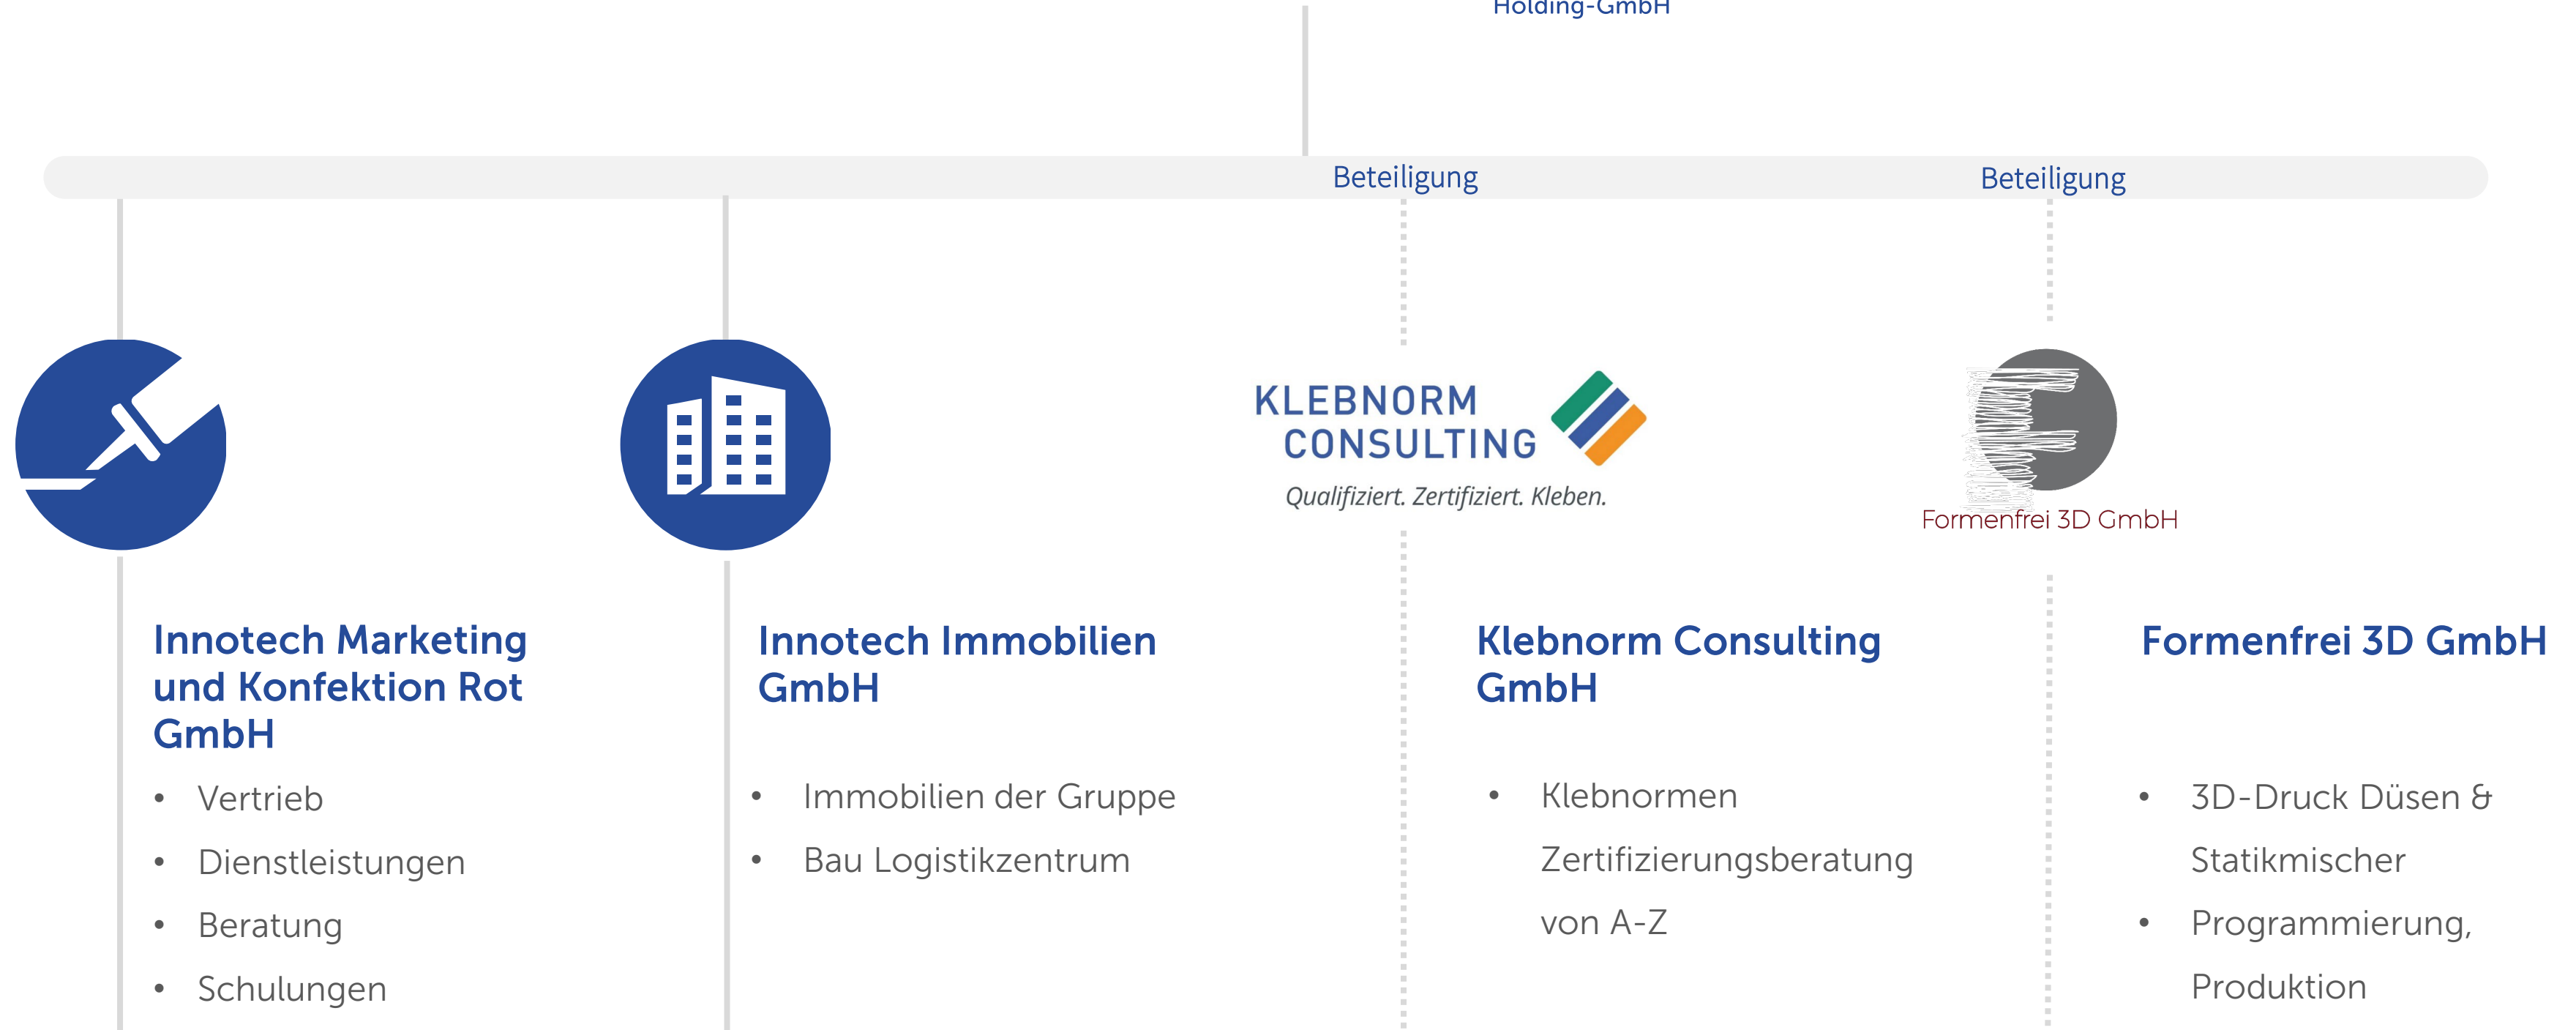 Holding-GmbH
Beteiligung
Beteiligung
KLEBNORM
CONSULTING
Qualifiziert. Zertifiziert. Kleben.
Formenfrei 3D GmbH
Innotech Marketing
und Konfektion Rot
GmbH
• Vertrieb
• Dienstleistungen
• Beratung
• Schulungen
Innotech Immobilien
GmbH
• Immobilien der Gruppe
• Bau Logistikzentrum
Klebnorm Consulting
GmbH
• Klebnormen
Zertifizierungsberatung
von A-Z
Formenfrei 3D GmbH
• 3D-Druck Düsen &
Statikmischer
• Programmierung,
Produktion